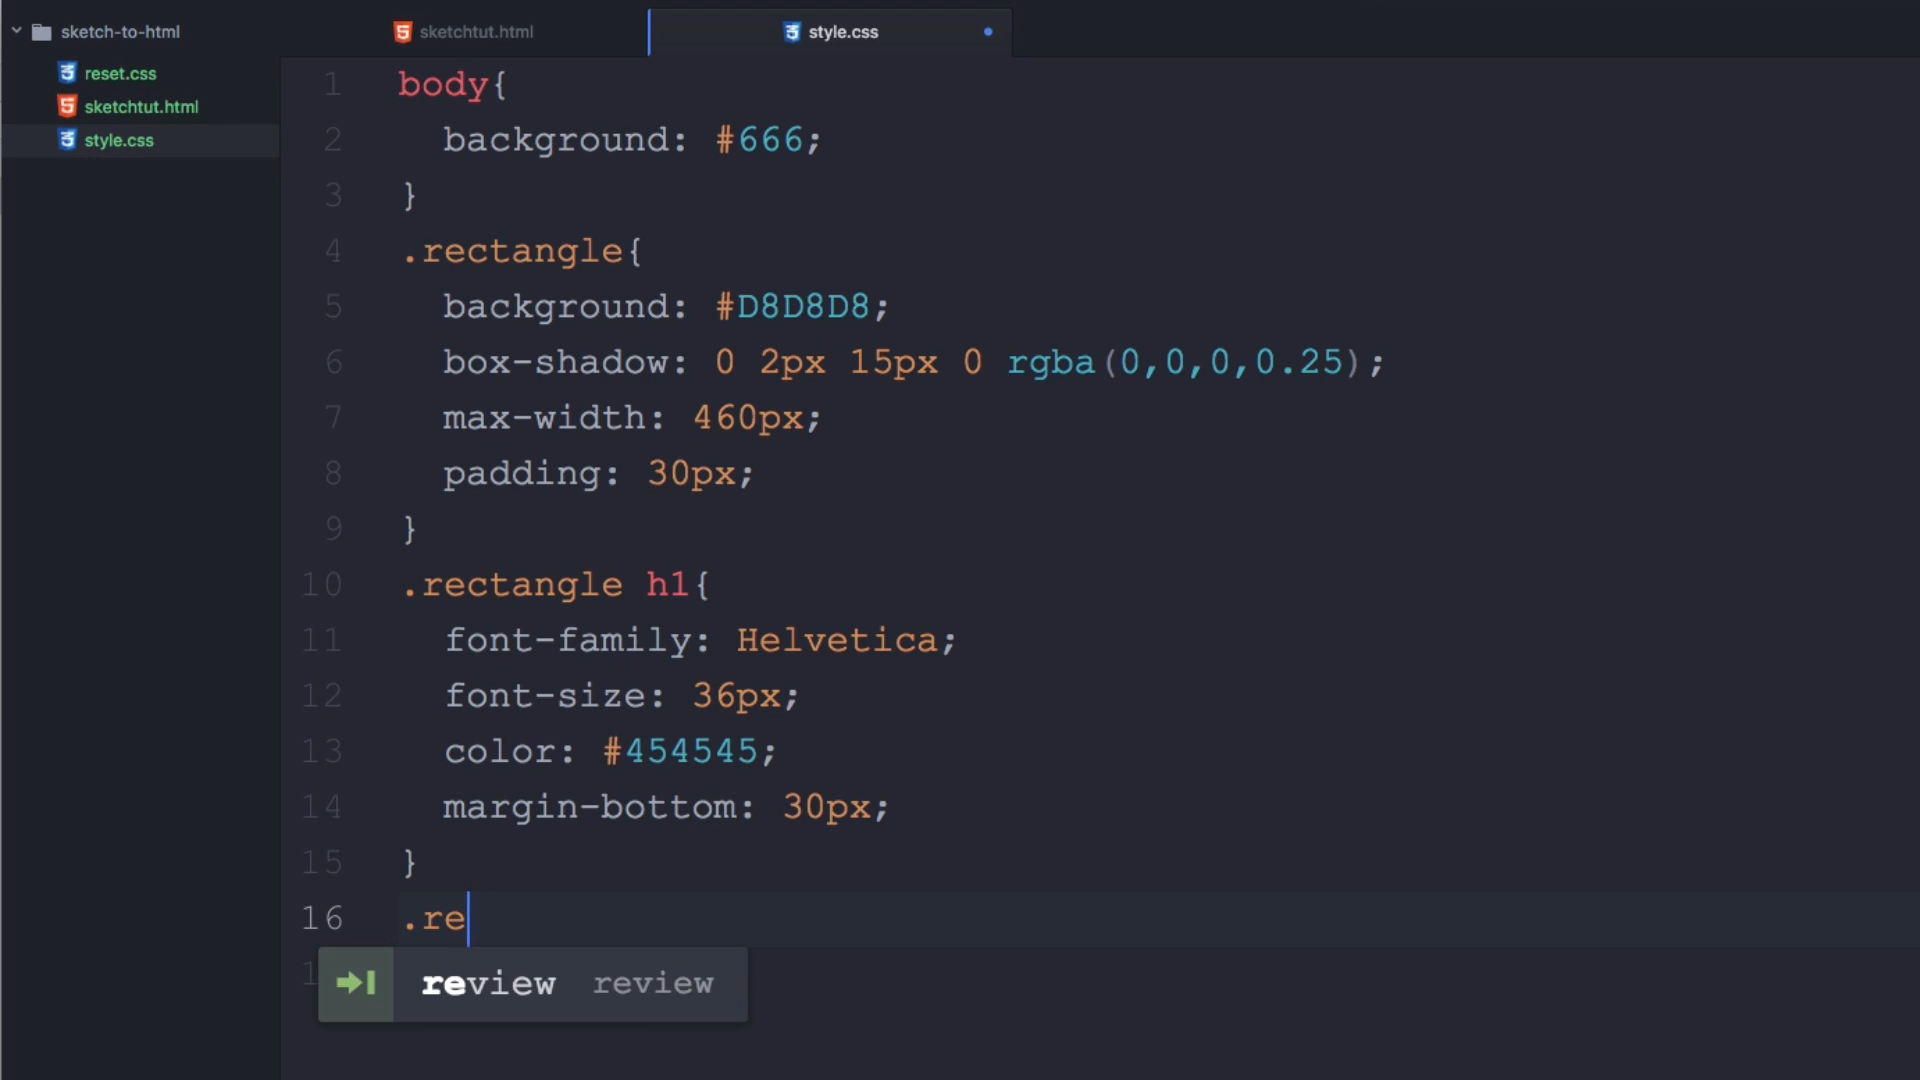 sketch-to-html
reset.css
sketchtut.html
style.css
sketchtut.html
style.css
1 body{
2 background: #666;
3 }
4 .rectangle{
5 background: #D8D8D8;
6 box-shadow: 0 2px 15px 0 rgba(0,0,0,0.25);
7 max-width: 460px;
8 padding: 30px;
9 }
10 .rectangle h1{
11 font-family: Helvetica;
12 font-size: 36px;
13 color: #454545;
14 margin-bottom: 30px;
15 }
16 .re
review review